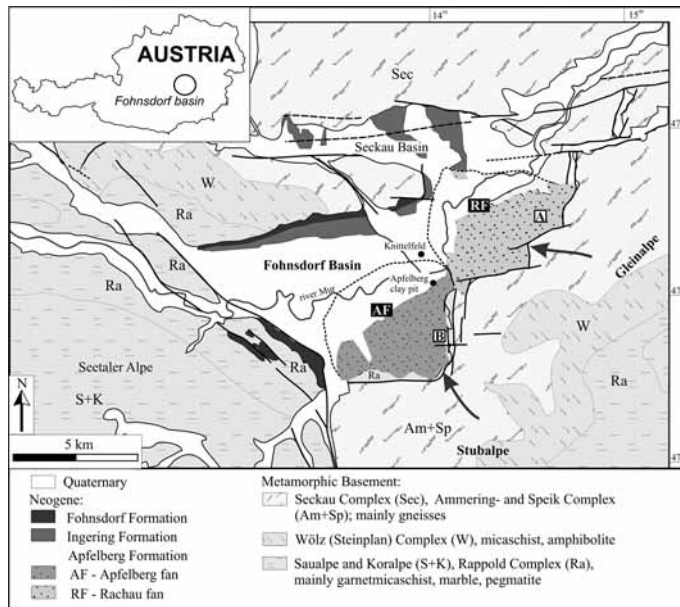 14
15
AUSTRIA
Fohnsdorf basin
Sec
47
Seckau Basin
W
Ra
RF
A
Ra
Knittelfeld
Fohnsdorf Basin
Gleinalpe
Apfelberg
clay pit
47
river Mur
AF
W
B
Ra
Ra
Ra
Seetaler Alpe
Ra
N
S+K
Am+Sp
5 km
Stubalpe
47
Quaternary
Neogene:
Fohnsdorf Formation
Ingering Formation
Apfelberg Formation
AF - Apfelberg fan
RF - Rachau fan
Metamorphic Basement:
Seckau Complex (Sec), Ammering- and Speik Complex
(Am+Sp); mainly gneisses
Wölz (Steinplan) Complex (W), micaschist, amphibolite
Saualpe and Koralpe (S+K), Rappold Complex (Ra),
mainly garnetmicaschist, marble, pegmatite